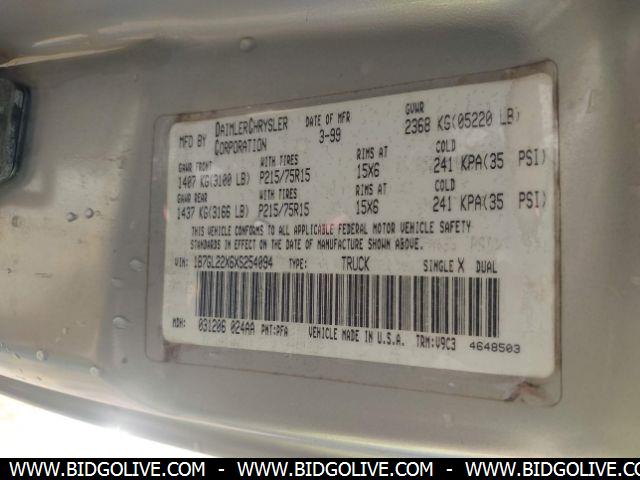 MFD BY DAIMLERCHRYSLER CORPORATION DATE OF MFR 3-99 GVWR 2368 KG(05220 LB)
GAWR FRONT WITH TIRES RIMS AT COLD
1407 KG(3100 LB) P215/75R15 15X6 241 KPA(35 PSI)
GAWR REAR WITH TIRES RIMS AT COLD
1437 KG(3166 LB) P215/75R15 15X6 241 KPA(35 PSI)
THIS VEHICLE CONFORMS TO ALL APPLICABLE FEDERAL MOTOR VEHICLE SAFETY
STANDARDS IN EFFECT ON THE DATE OF MANUFACTURE SHOWN ABOVE.
VIN: 1B7GL22X6XS254094 TYPE: TRUCK SINGLE X DUAL
MDH: 031206 024AA PNT:PFA VEHICLE MADE IN U.S.A. TRM:V9C3 4648503
WWW.BIDGOLIVE.COM - WWW.BIDGOLIVE.COM - WWW.BIDGOLIVE.COM - WWW.BIDGOLIVE.COM